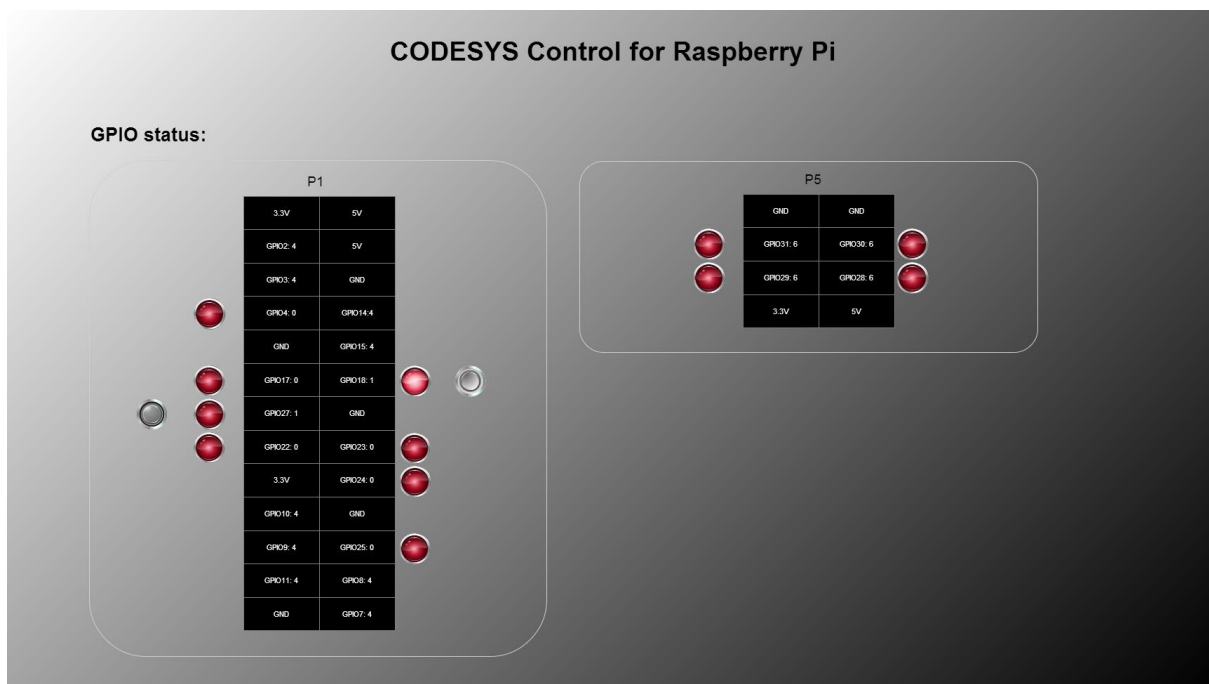 CODESYS Control for Raspberry Pi
GPIO status:
P1
3.3V 5V
GPIO2: 4 5V
GPIO3: 4 GND
GPIO4: 0 GPIO14:4
GND GPIO15: 4
GPIO17: 0 GPIO18: 1
GPIO27: 1 GND
GPIO22: 0 GPIO23: 0
3.3V GPIO24: 0
GPIO10: 4 GND
GPIO9: 4 GPIO25: 0
GPIO11: 4 GPIO8: 4
GND GPIO7: 4
P5
GND GND
GPIO31: 6 GPIO30: 6
GPIO29: 6 GPIO28: 6
3.3V 5V